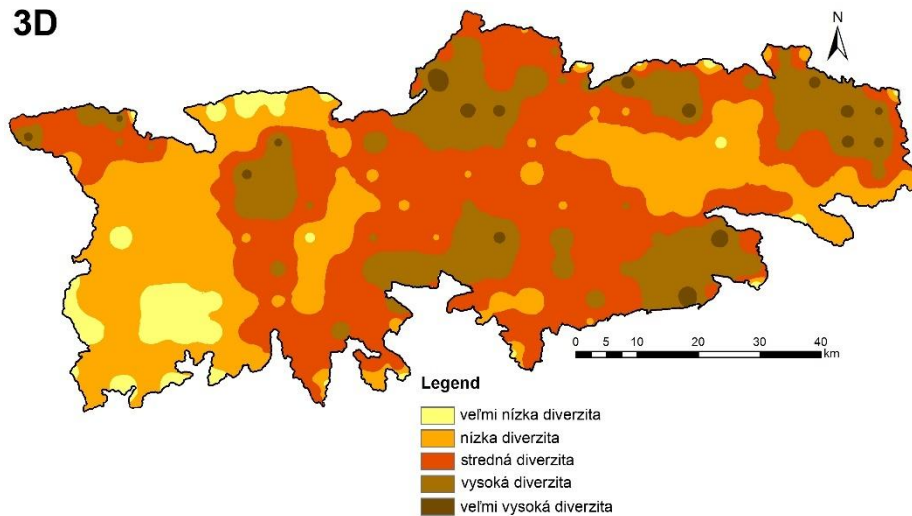 3D
N
0 5 10 20 30 40
km
Legend
veľmi nízka diverzita
nízka diverzita
stredná diverzita
vysoká diverzita
veľmi vysoká diverzita